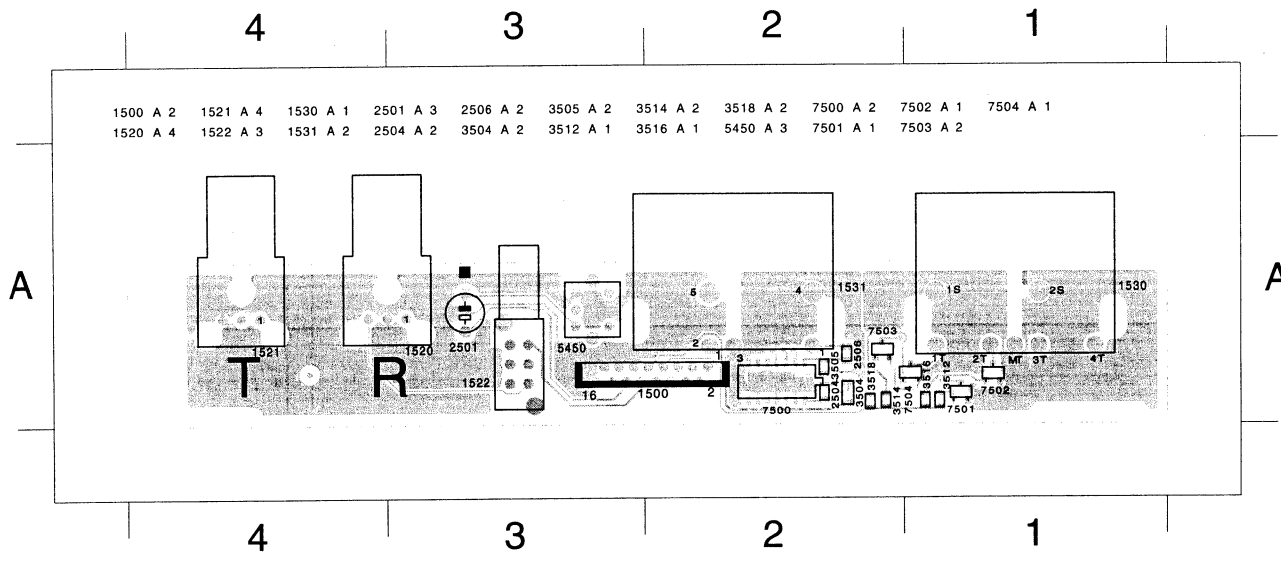 4 3 2 1
1500 A 2 1521 A 4 1530 A 1 2501 A 3 2506 A 2 3505 A 2 3514 A 2 3518 A 2 7500 A 2 7502 A 1 7504 A 1
1520 A 4 1522 A 3 1531 A 2 2504 A 2 3504 A 2 3512 A 1 3516 A 1 5450 A 3 7501 A 1 7503 A 2
A A
5 4 1531 1S 2S 1530
1 1
7503
1521 1520 2501 5450 2 1 3 3505 2506 1T 2T MT 3T 4T
T R
1522 3518 3516 3512
16 1500 2 2504 3504 3514 7504 7502
7500 7501
4 3 2 1